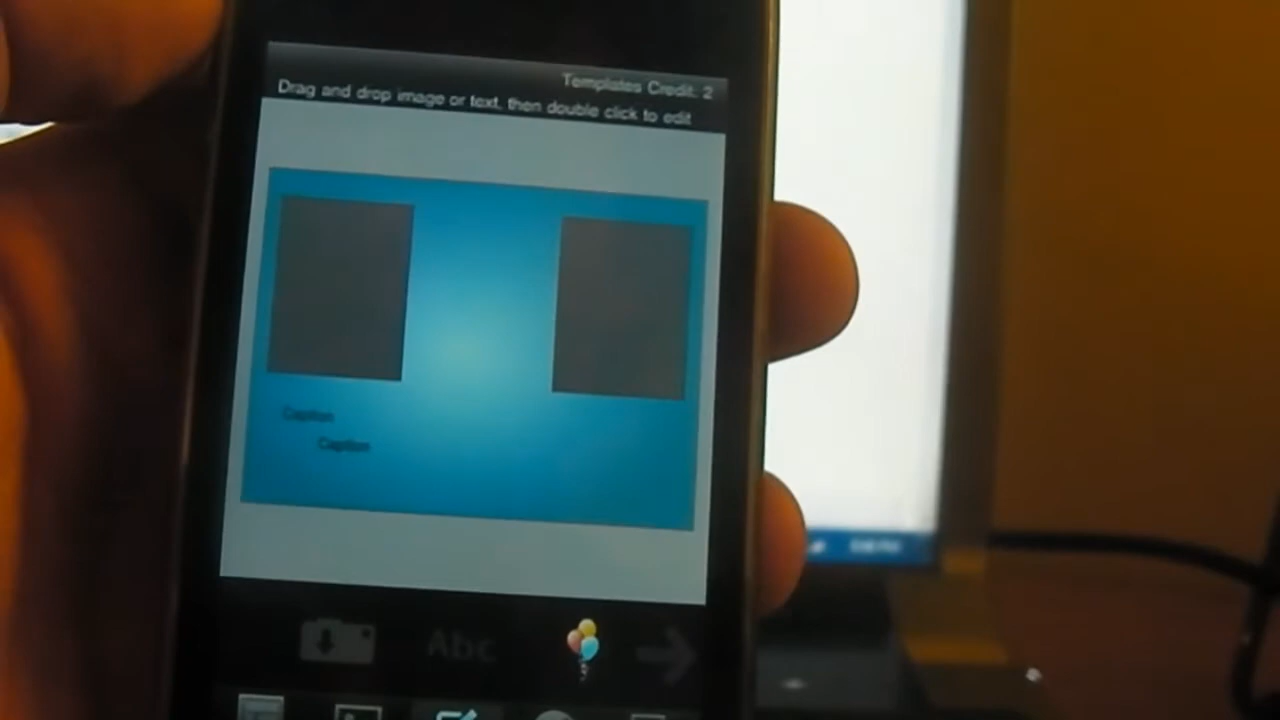 Templates Credit: 2
Drag and drop image or text, then double click to edit
Caption
Caption
Abc